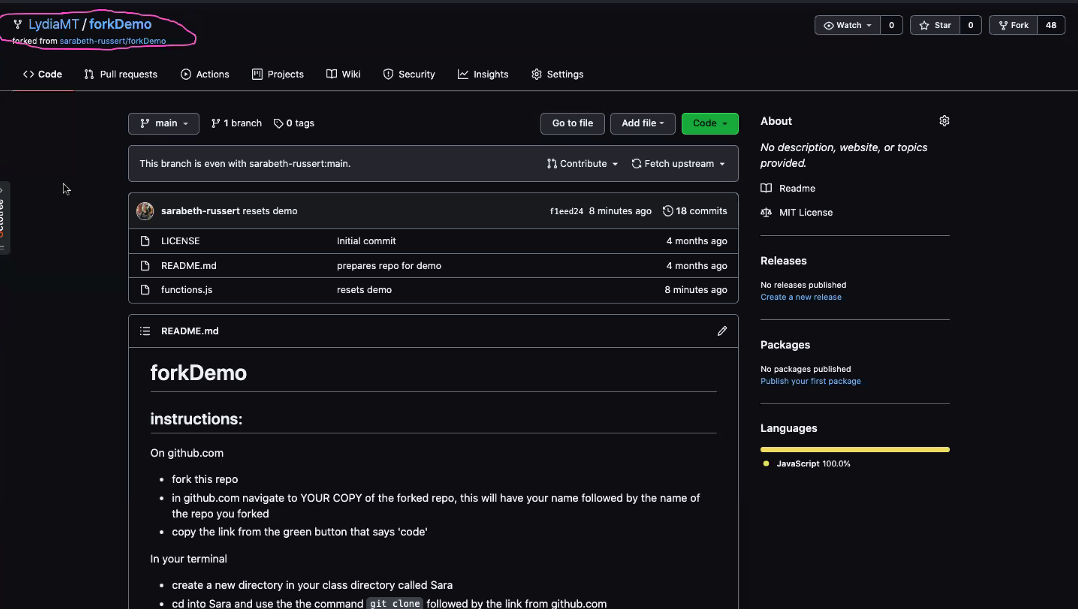 LydiaMT / forkDemo
forked from sarabeth-russert/forkDemo
Watch 0
Star 0
Fork 48
Code
Pull requests
Actions
Projects
Wiki
Security
Insights
Settings
main
1 branch
0 tags
Go to file
Add file
Code
This branch is even with sarabeth-russert:main.
Contribute
Fetch upstream
sarabeth-russert resets demo
f1eed24 8 minutes ago
18 commits
LICENSE Initial commit 4 months ago
README.md prepares repo for demo 4 months ago
functions.js resets demo 8 minutes ago
README.md
forkDemo
instructions:
On github.com
fork this repo
in github.com navigate to YOUR COPY of the forked repo, this will have your name followed by the name of
the repo you forked
copy the link from the green button that says 'code'
In your terminal
create a new directory in your class directory called Sara
cd into Sara and use the the command git clone followed by the link from github.com
About
No description, website, or topics
provided.
Readme
MIT License
Releases
No releases published
Create a new release
Packages
No packages published
Publish your first package
Languages
JavaScript 100.0%